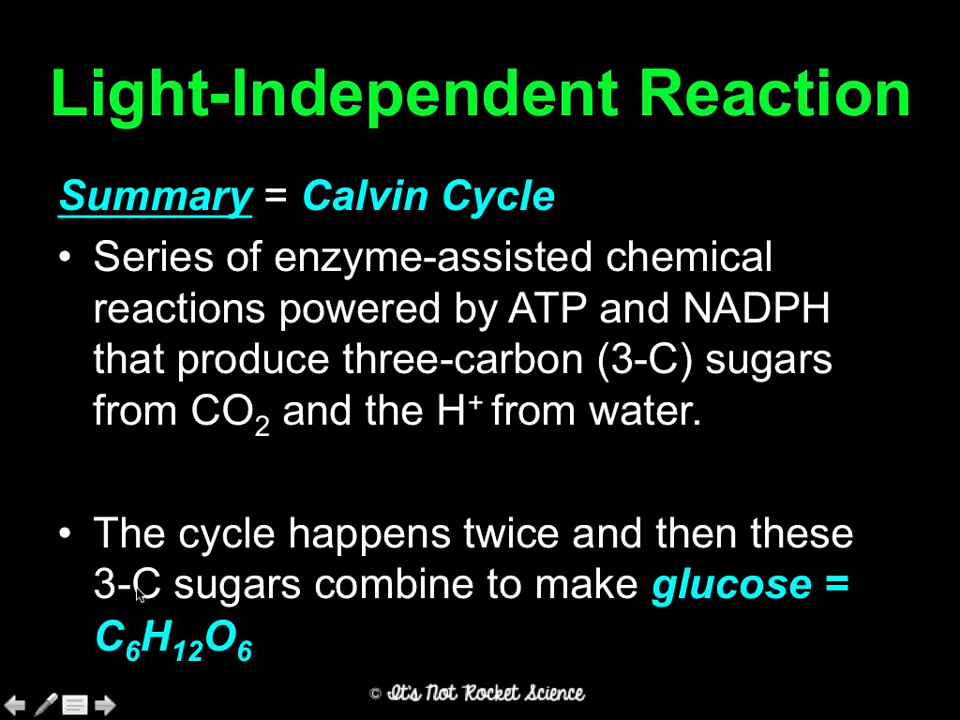 Light-Independent Reaction
Summary = Calvin Cycle
• Series of enzyme-assisted chemical
reactions powered by ATP and NADPH
that produce three-carbon (3-C) sugars
from CO₂ and the H⁺ from water.
• The cycle happens twice and then these
3-C sugars combine to make glucose =
C₆H₁₂O₆
© It's Not Rocket Science